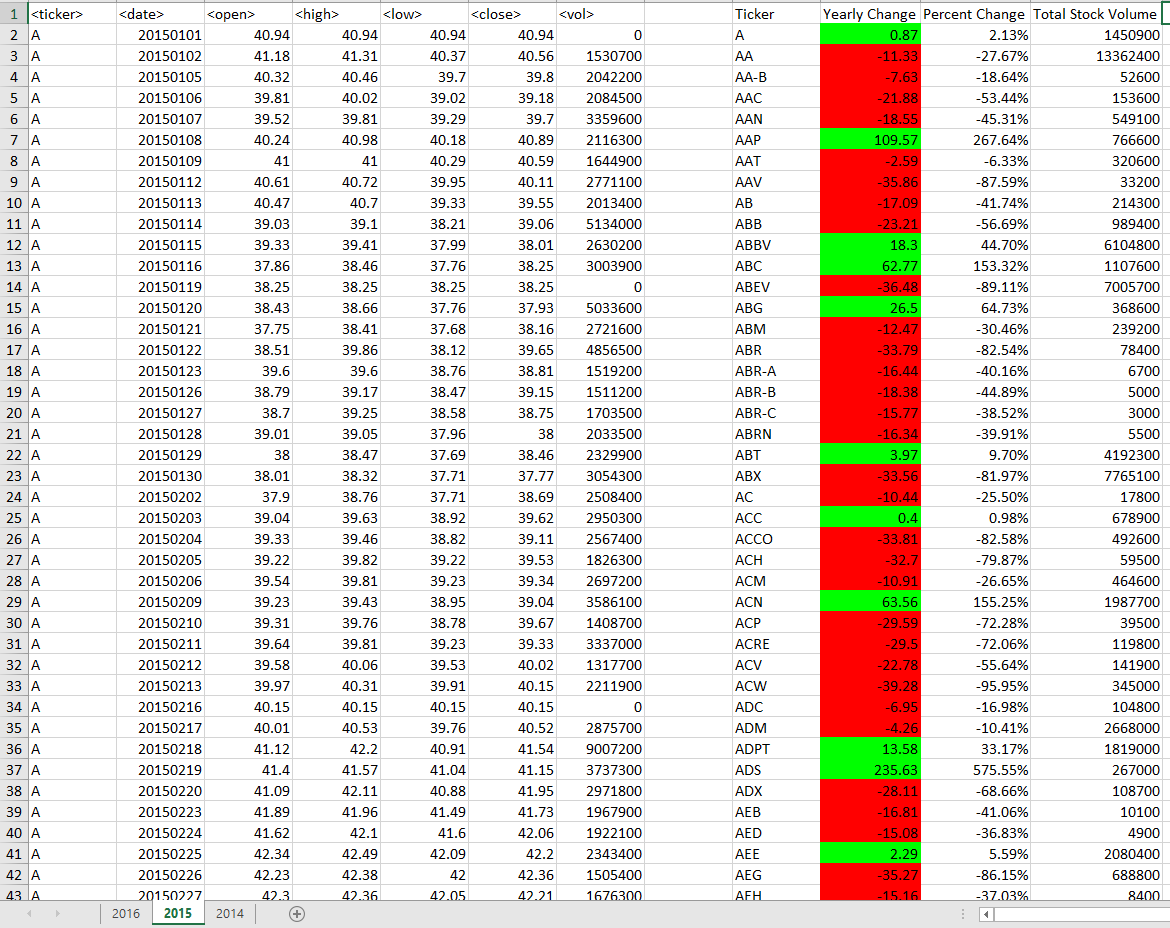 1 <ticker> <date> <open> <high> <low> <close> <vol> Ticker Yearly Change Percent Change Total Stock Volume
2 A 20150101 40.94 40.94 40.94 40.94 0 A 0.87 2.13% 1450900
3 A 20150102 41.18 41.31 40.37 40.56 1530700 AA -11.33 -27.67% 13362400
4 A 20150105 40.32 40.46 39.7 39.8 2042200 AA-B -7.63 -18.64% 52600
5 A 20150106 39.81 40.02 39.02 39.18 2084500 AAC -21.88 -53.44% 153600
6 A 20150107 39.52 39.81 39.29 39.7 3359600 AAN -18.55 -45.31% 549100
7 A 20150108 40.24 40.98 40.18 40.89 2116300 AAP 109.57 267.64% 766600
8 A 20150109 41 41 40.29 40.59 1644900 AAT -2.59 -6.33% 320600
9 A 20150112 40.61 40.72 39.95 40.11 2771100 AAV -35.86 -87.59% 33200
10 A 20150113 40.47 40.7 39.33 39.55 2013400 AB -17.09 -41.74% 214300
11 A 20150114 39.03 39.1 38.21 39.06 5134000 ABB -23.21 -56.69% 989400
12 A 20150115 39.33 39.41 37.99 38.01 2630200 ABBV 18.3 44.70% 6104800
13 A 20150116 37.86 38.46 37.76 38.25 3003900 ABC 62.77 153.32% 1107600
14 A 20150119 38.25 38.25 38.25 38.25 0 ABEV -36.48 -89.11% 7005700
15 A 20150120 38.43 38.66 37.76 37.93 5033600 ABG 26.5 64.73% 368600
16 A 20150121 37.75 38.41 37.68 38.16 2721600 ABM -12.47 -30.46% 239200
17 A 20150122 38.51 39.86 38.12 39.65 4856500 ABR -33.79 -82.54% 78400
18 A 20150123 39.6 39.6 38.76 38.81 1519200 ABR-A -16.44 -40.16% 6700
19 A 20150126 38.79 39.17 38.47 39.15 1511200 ABR-B -18.38 -44.89% 5000
20 A 20150127 38.7 39.25 38.58 38.75 1703500 ABR-C -15.77 -38.52% 3000
21 A 20150128 39.01 39.05 37.96 38 2033500 ABRN -16.34 -39.91% 5500
22 A 20150129 38 38.47 37.69 38.46 2329900 ABT 3.97 9.70% 4192300
23 A 20150130 38.01 38.32 37.71 37.77 3054300 ABX -33.56 -81.97% 7765100
24 A 20150202 37.9 38.76 37.71 38.69 2508400 AC -10.44 -25.50% 17800
25 A 20150203 39.04 39.63 38.92 39.62 2950300 ACC 0.4 0.98% 678900
26 A 20150204 39.33 39.46 38.82 39.11 2567400 ACCO -33.81 -82.58% 492600
27 A 20150205 39.22 39.82 39.22 39.53 1826300 ACH -32.7 -79.87% 59500
28 A 20150206 39.54 39.81 39.23 39.34 2697200 ACM -10.91 -26.65% 464600
29 A 20150209 39.23 39.43 38.95 39.04 3586100 ACN 63.56 155.25% 1987700
30 A 20150210 39.31 39.76 38.78 39.67 1408700 ACP -29.59 -72.28% 39500
31 A 20150211 39.64 39.81 39.23 39.33 3337000 ACRE -29.5 -72.06% 119800
32 A 20150212 39.58 40.06 39.53 40.02 1317700 ACV -22.78 -55.64% 141900
33 A 20150213 39.97 40.31 39.91 40.15 2211900 ACW -39.28 -95.95% 345000
34 A 20150216 40.15 40.15 40.15 40.15 0 ADC -6.95 -16.98% 104800
35 A 20150217 40.01 40.53 39.76 40.52 2875700 ADM -4.26 -10.41% 2668000
36 A 20150218 41.12 42.2 40.91 41.54 9007200 ADPT 13.58 33.17% 1819000
37 A 20150219 41.4 41.57 41.04 41.15 3737300 ADS 235.63 575.55% 267000
38 A 20150220 41.09 42.11 40.88 41.95 2971800 ADX -28.11 -68.66% 108700
39 A 20150223 41.89 41.96 41.49 41.73 1967900 AEB -16.81 -41.06% 10100
40 A 20150224 41.62 42.1 41.6 42.06 1922100 AED -15.08 -36.83% 4900
41 A 20150225 42.34 42.49 42.09 42.2 2343400 AEE 2.29 5.59% 2080400
42 A 20150226 42.23 42.38 42 42.36 1505400 AEG -35.27 -86.15% 688800
43 A 20150227 42.3 42.36 42.05 42.21 1676300 AEH -15.16 -37.03% 8400
2016 2015 2014